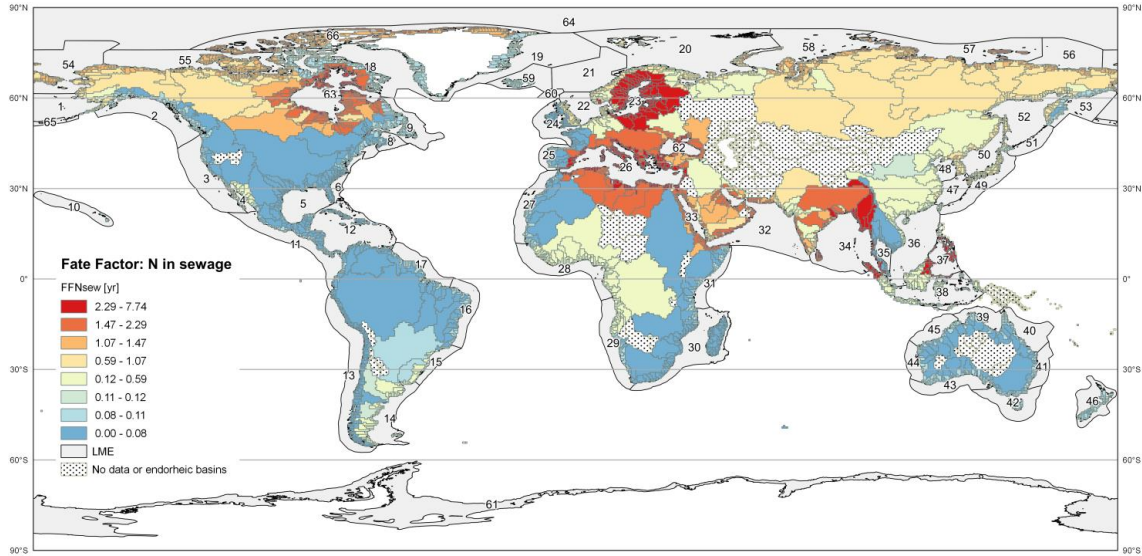 90°N 90°N
64
66 19 20 58 57 56
54 55 18 21
60°N 59 60°N
1 63 60 22 23 52 53
65 2 24
9 62 51
8 25 50
7 26 48
3 47 49
30°N 6 30°N
4 27 33
10 5 32
12 34 36
11 35 37
Fate Factor: N in sewage 17 28
0° 0°
FFNsew [yr] 31 38
2.29 - 7.74 16
1.47 - 2.29 39
1.07 - 1.47 45 40
0.59 - 1.07 29 30
30°S 15 44 41 30°S
0.12 - 0.59 13 43
0.11 - 0.12 42 46
0.08 - 0.11 14
0.00 - 0.08
LME
60°S 60°S
No data or endorheic basins
61
90°S 90°S